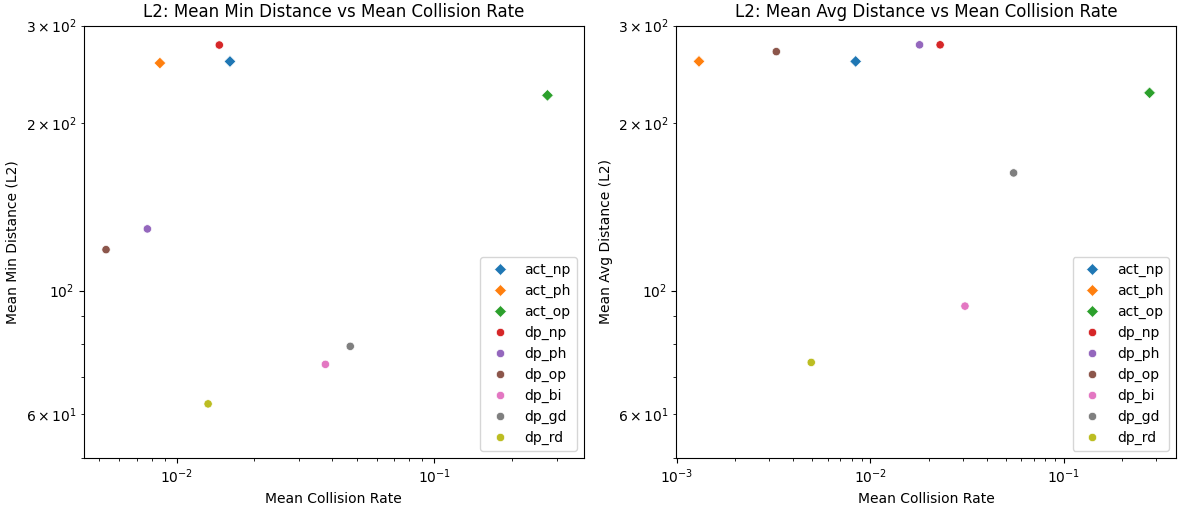 L2: Mean Min Distance vs Mean Collision Rate
3 × 10²
2 × 10²
10²
6 × 10¹
Mean Min Distance (L2)
10⁻²
10⁻¹
Mean Collision Rate
act_np
act_ph
act_op
dp_np
dp_ph
dp_op
dp_bi
dp_gd
dp_rd
L2: Mean Avg Distance vs Mean Collision Rate
3 × 10²
2 × 10²
10²
6 × 10¹
Mean Avg Distance (L2)
10⁻³
10⁻²
10⁻¹
Mean Collision Rate
act_np
act_ph
act_op
dp_np
dp_ph
dp_op
dp_bi
dp_gd
dp_rd